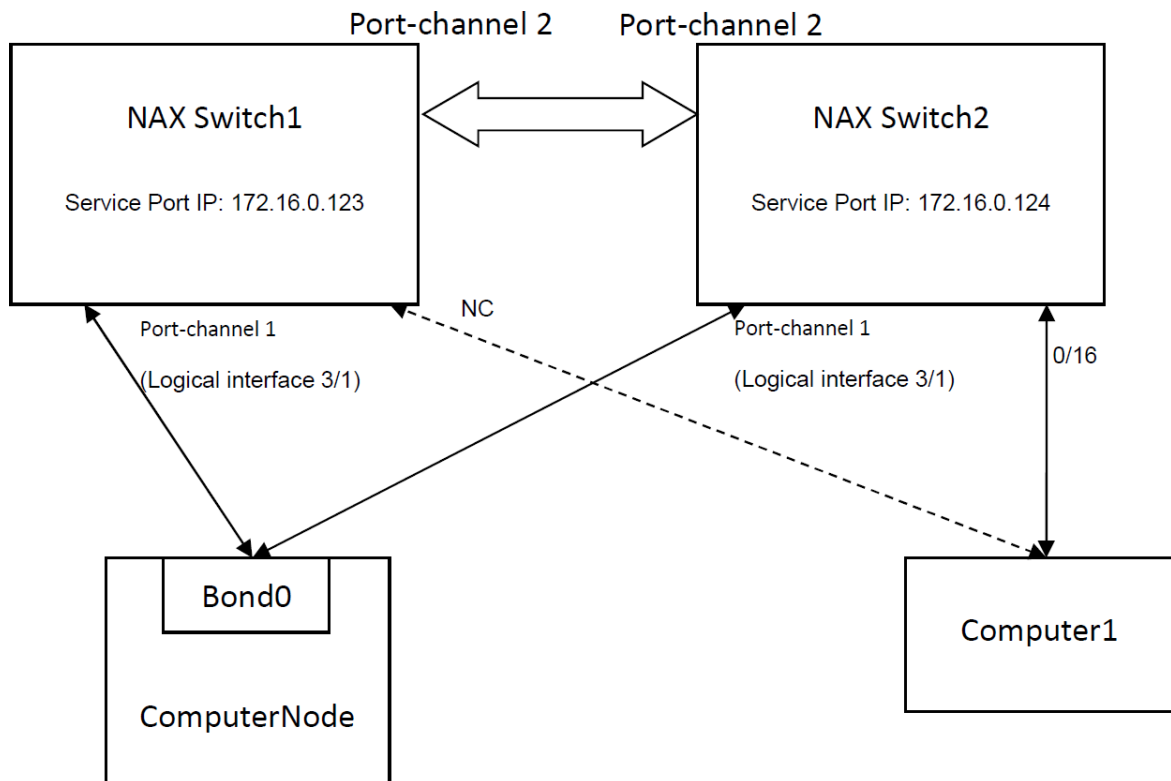 Port-channel 2
Port-channel 2
NAX Switch1
NAX Switch2
Service Port IP: 172.16.0.123
Service Port IP: 172.16.0.124
NC
Port-channel 1
(Logical interface 3/1)
Port-channel 1
(Logical interface 3/1)
0/16
Bond0
ComputerNode
Computer1